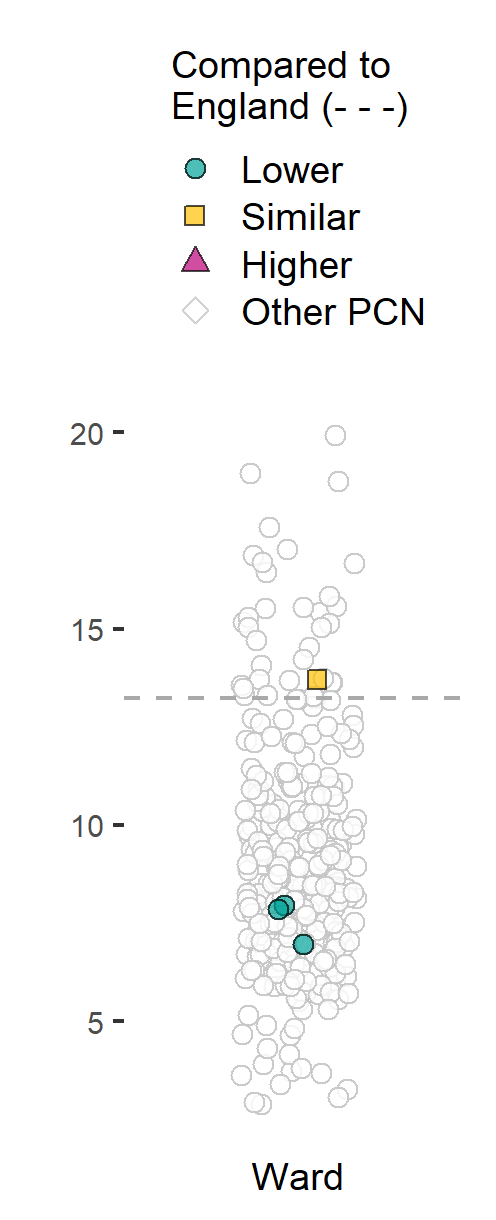 Compared to
England (- - -)
Lower
Similar
Higher
Other PCN
20
15
10
5
Ward